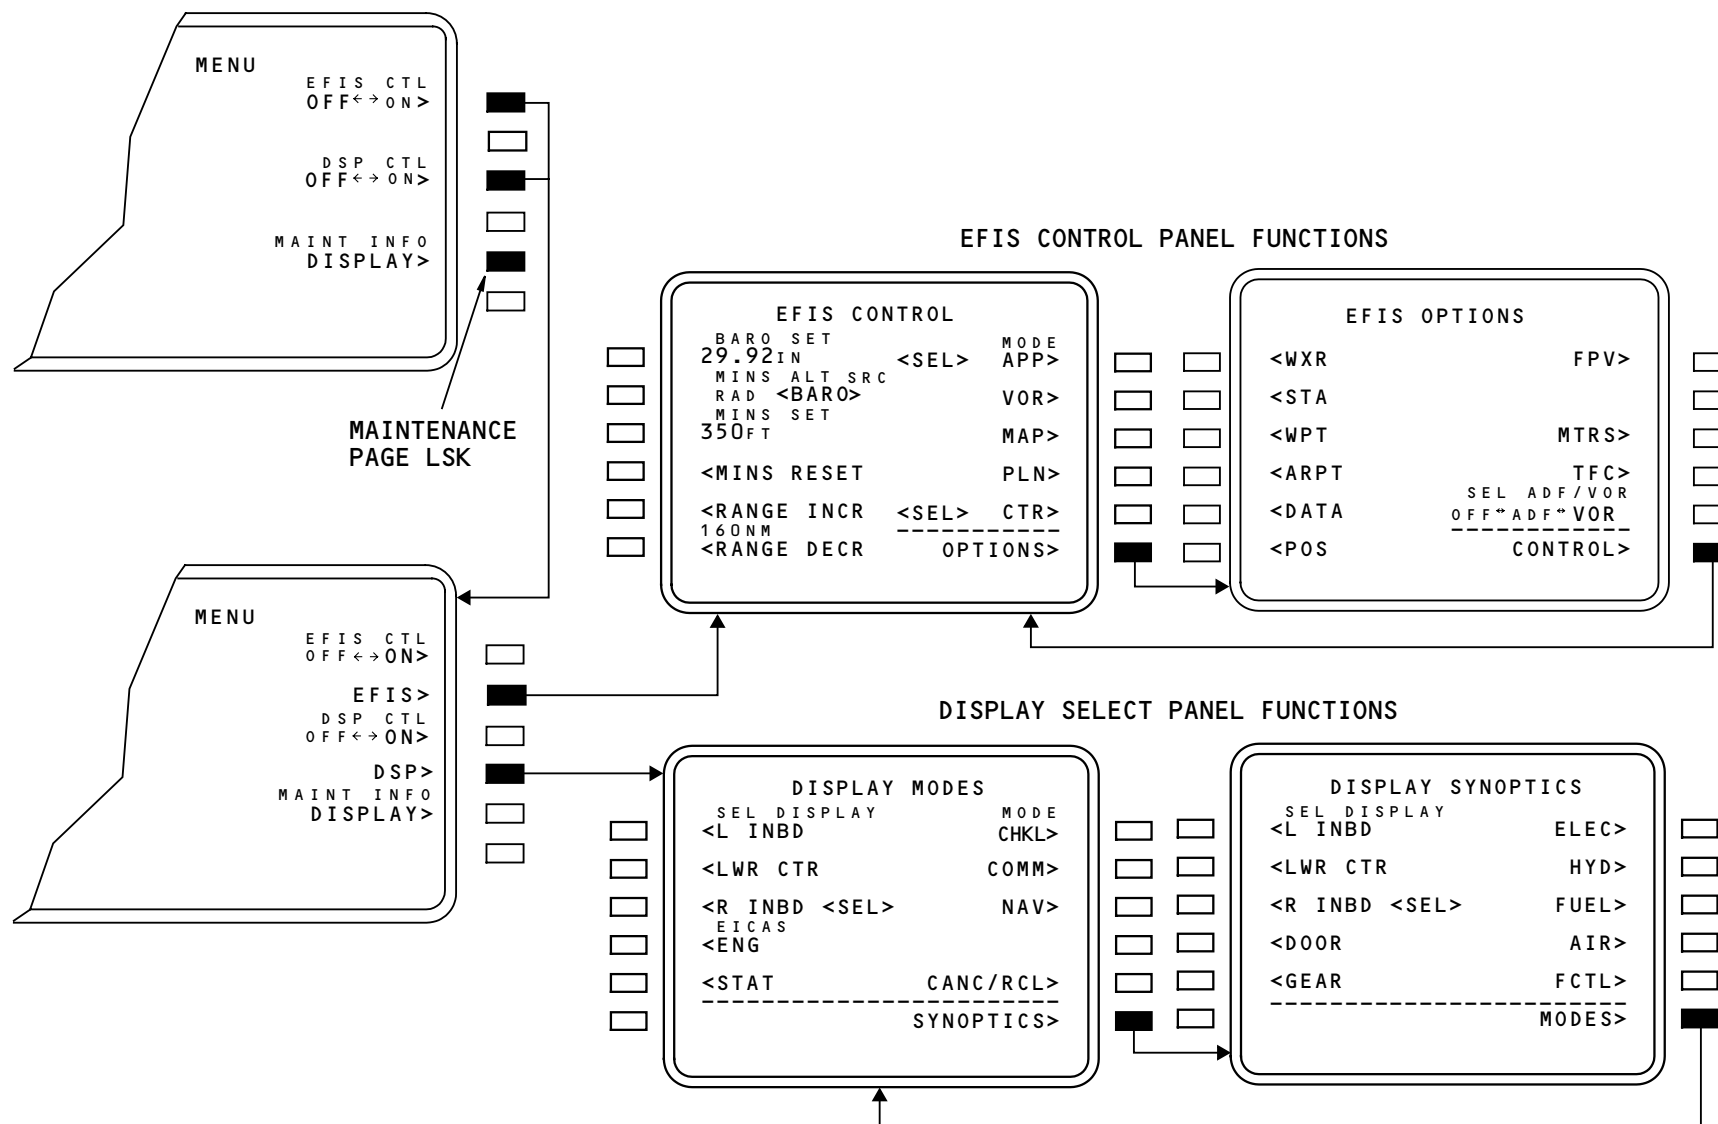 MENU
EFIS CTL
OFF←→ON>
DSP CTL
OFF←→ON>
MAINT INFO
DISPLAY>
MAINTENANCE
PAGE LSK
MENU
EFIS CTL
OFF←→ON>
EFIS>
DSP CTL
OFF←→ON>
DSP>
MAINT INFO
DISPLAY>
EFIS CONTROL PANEL FUNCTIONS
EFIS CONTROL
BARO SET MODE
29.92IN <SEL> APP>
MINS ALT SRC
RAD <BARO> VOR>
MINS SET
350FT MAP>
<MINS RESET PLN>
<RANGE INCR <SEL> CTR>
160NM -----------
<RANGE DECR OPTIONS>
EFIS OPTIONS
<WXR FPV>
<STA
<WPT MTRS>
<ARPT TFC>
SEL ADF/VOR
<DATA OFF↔ADF↔VOR
------------
<POS CONTROL>
DISPLAY SELECT PANEL FUNCTIONS
DISPLAY MODES
SEL DISPLAY MODE
<L INBD CHKL>
<LWR CTR COMM>
<R INBD <SEL> NAV>
EICAS
<ENG
<STAT CANC/RCL>
------------------------
SYNOPTICS>
DISPLAY SYNOPTICS
SEL DISPLAY
<L INBD ELEC>
<LWR CTR HYD>
<R INBD <SEL> FUEL>
<DOOR AIR>
<GEAR FCTL>
------------------------
MODES>